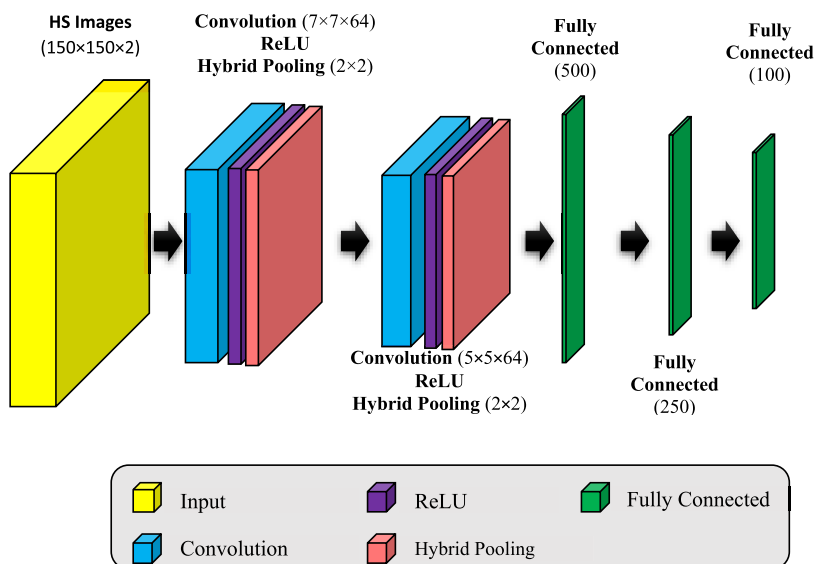 HS Images
(150×150×2)
Convolution (7×7×64)
ReLU
Hybrid Pooling (2×2)
Convolution (5×5×64)
ReLU
Hybrid Pooling (2×2)
Fully
Connected
(500)
Fully
Connected
(250)
Fully
Connected
(100)
Input
ReLU
Fully Connected
Convolution
Hybrid Pooling